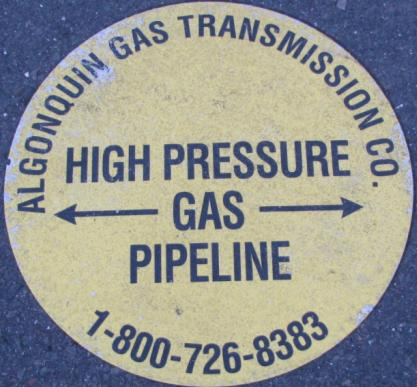 ALGONQUIN GAS TRANSMISSION CO.
HIGH PRESSURE
GAS
PIPELINE
1-800-726-8383